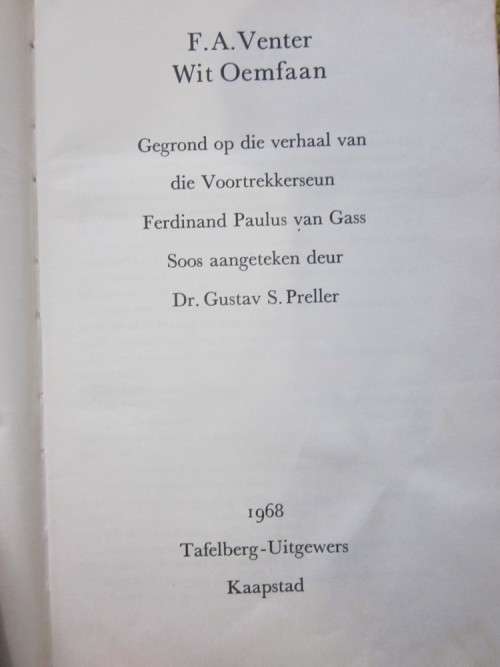 F.A.Venter
Wit Oemfaan
Gegrond op die verhaal van
die Voortrekkerseun
Ferdinand Paulus van Gass
Soos aangeteken deur
Dr. Gustav S. Preller
1968
Tafelberg-Uitgewers
Kaapstad